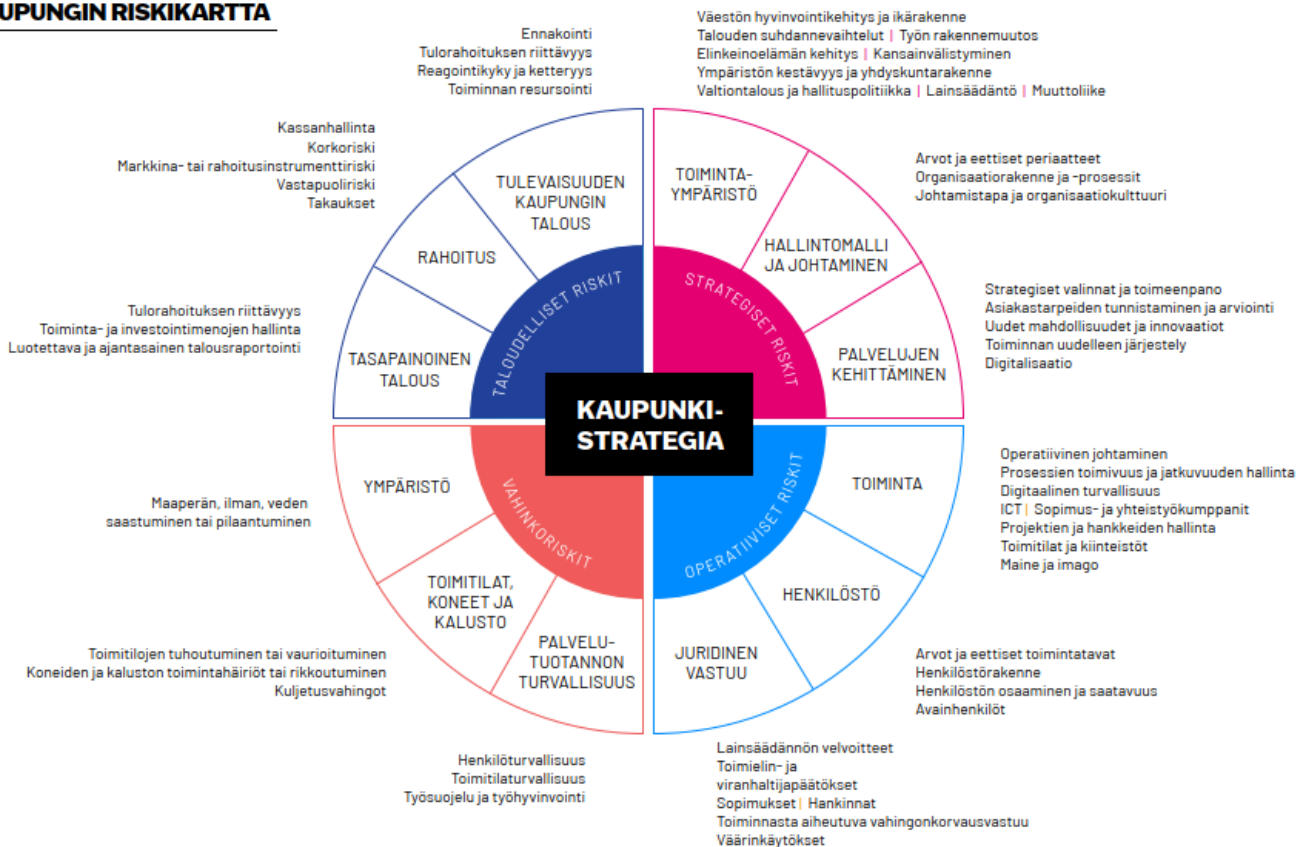 UPUNGIN RISKIKARTTA
Ennakointi
Tulorahoituksen riittävyys
Reagointikyky ja ketteryys
Toiminnan resursointi
Väestön hyvinvointikehitys ja ikärakenne
Talouden suhdannevaihtelut | Työn rakennemuutos
Elinkeinoelämän kehitys | Kansainvälistyminen
Ympäristön kestävyys ja yhdyskuntarakenne
Valtiontalous ja hallituspolitiikka | Lainsäädäntö | Muuttoliike
Kassanhallinta
Korkoriski
Markkina- tai rahoitusinstrumenttiriski
Vastapuoliriski
Takaukset
Arvot ja eettiset periaatteet
Organisaatiorakenne ja -prosessit
Johtamistapa ja organisaatiokulttuuri
TULEVAISUUDEN
KAUPUNGIN
TALOUS
RAHOITUS
TASAPAINOINEN
TALOUS
TALOUDELLISET RISKIT
TOIMINTA-
YMPÄRISTÖ
HALLINTOMALLI
JA JOHTAMINEN
PALVELUJEN
KEHITTÄMINEN
STRATEGISET RISKIT
Tulorahoituksen riittävyys
Toiminta- ja investointimenojen hallinta
Luotettava ja ajantasainen talousraportointi
Strategiset valinnat ja toimeenpano
Asiakastarpeiden tunnistaminen ja arviointi
Uudet mahdollisuudet ja innovaatiot
Toiminnan uudelleen järjestely
Digitalisaatio
KAUPUNKI-
STRATEGIA
YMPÄRISTÖ
TOIMITILAT,
KONEET JA
KALUSTO
PALVELU-
TUOTANNON
TURVALLISUUS
VAHINKORISKIT
TOIMINTA
HENKILÖSTÖ
JURIDINEN
VASTUU
OPERATIIVISET RISKIT
Maaperän, ilman, veden
saastuminen tai pilaantuminen
Operatiivinen johtaminen
Prosessien toimivuus ja jatkuvuuden hallinta
Digitaalinen turvallisuus
ICT | Sopimus- ja yhteistyökumppanit
Projektien ja hankkeiden hallinta
Toimitilat ja kiinteistöt
Maine ja imago
Toimitilojen tuhoutuminen tai vaurioituminen
Koneiden ja kaluston toimintahäiriöt tai rikkoutuminen
Kuljetusvahingot
Arvot ja eettiset toimintatavat
Henkilöstörakenne
Henkilöstön osaaminen ja saatavuus
Avainhenkilöt
Henkilöturvallisuus
Toimitilaturvallisuus
Työsuojelu ja työhyvinvointi
Lainsäädännön velvoitteet
Toimielin- ja
viranhaltijapäätökset
Sopimukset | Hankinnat
Toiminnasta aiheutuva vahingonkorvausvastuu
Väärinkäytökset